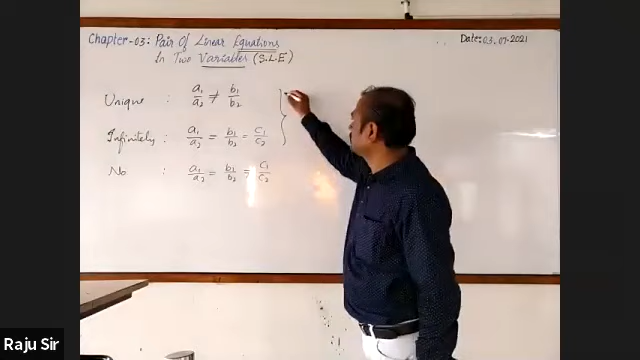 Chapter-03: Pair Of Linear Equations
In Two Variables (S.L.E)
Date: 03.07.2021
Unique : a₁/a₂ ≠ b₁/b₂
Infinitely : a₁/a₂ = b₁/b₂ = c₁/c₂
No : a₁/a₂ = b₁/b₂ = c₁/c₂
Raju Sir